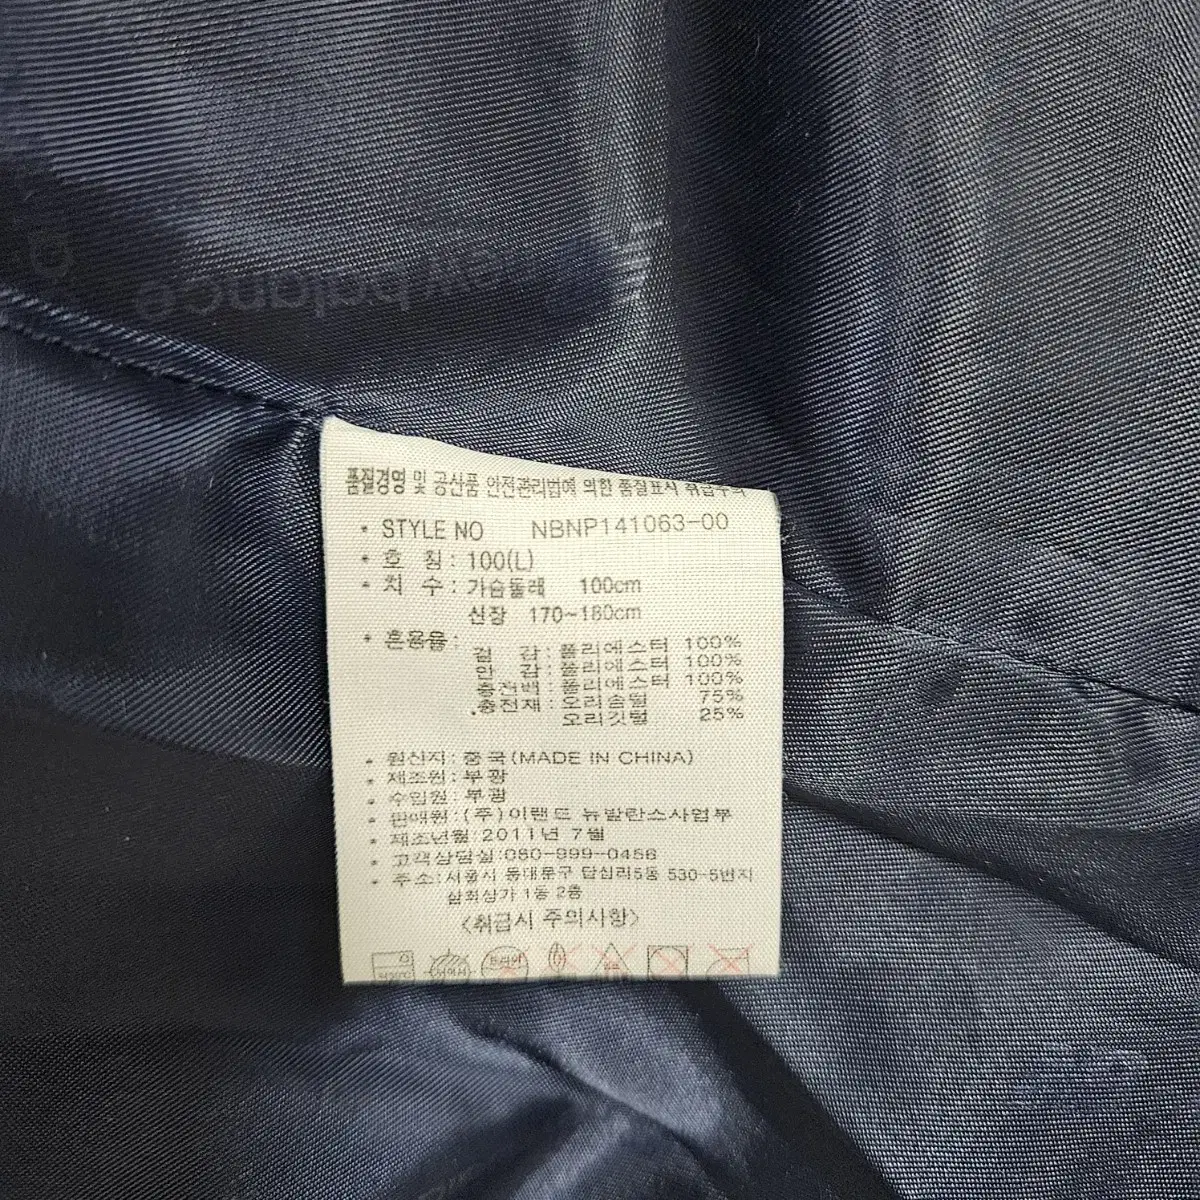 new balance
품질경영 및 공산품 안전관리법에 의한 품질표시 취급주의
· STYLE NO NBNP141063-00
· 호 칭 : 100(L)
· 치 수 : 가슴둘레 100cm
신장 170~180cm
· 혼용율 :
겉 감 : 폴리에스터 100%
안 감 : 폴리에스터 100%
충전백 : 폴리에스터 100%
·충전재 : 오리솜털 75%
오리깃털 25%
· 원산지 : 중국(MADE IN CHINA)
· 제조원 : 부광
· 수입원 : 부광
· 판매원 : (주)이랜드 뉴발란스사업부
· 제조년월 : 2011년 7월
· 고객상담실 : 080-999-0456
· 주소 : 서울시 동대문구 답십리5동 530-5번지
삼희상가 1동 2층
<취급시 주의사항>
드라이